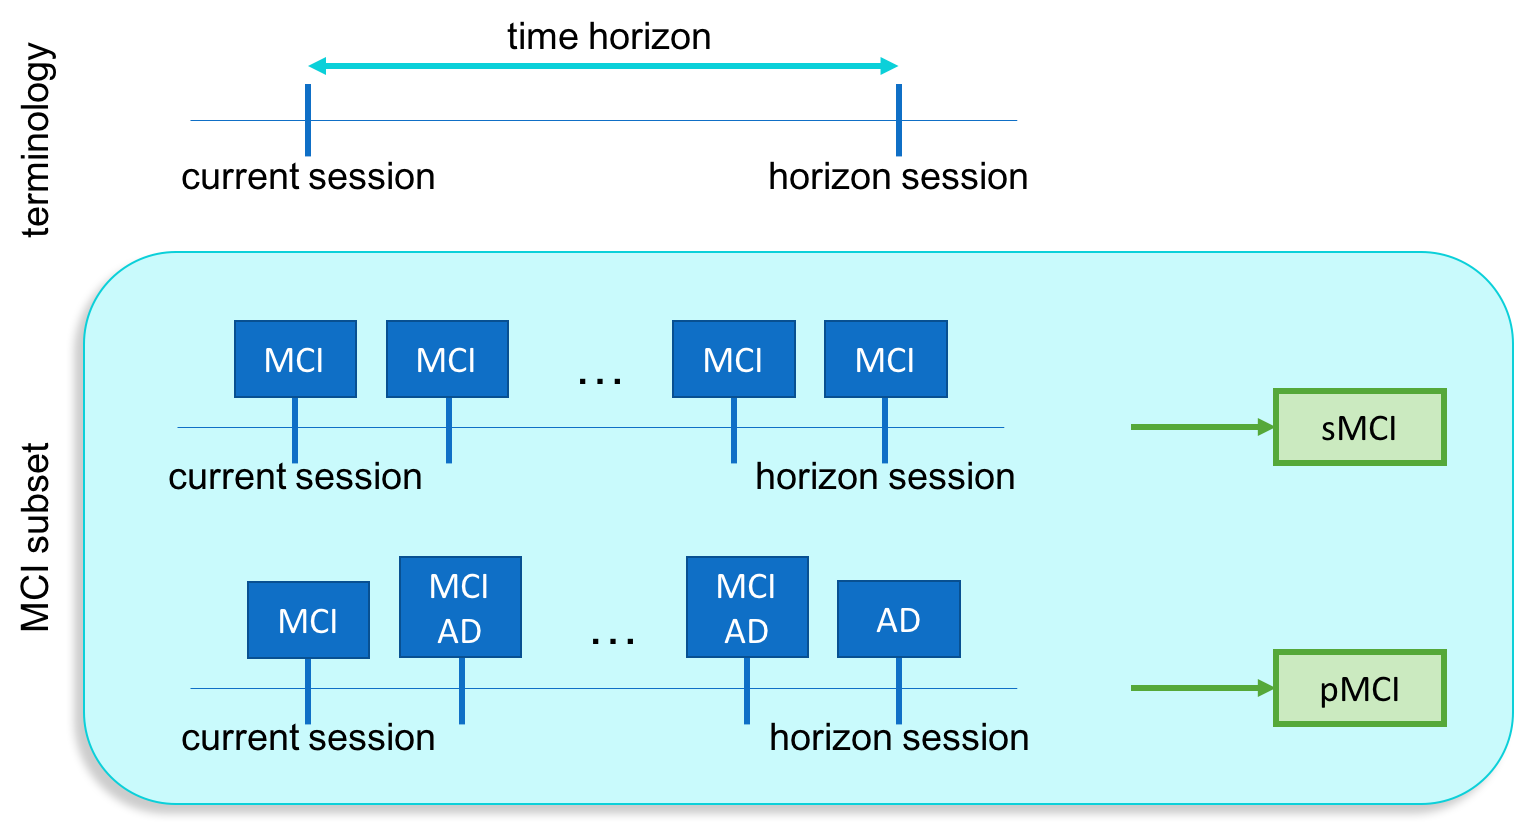 terminology
time horizon
current session
horizon session
MCI subset
MCI
MCI
...
MCI
MCI
sMCI
current session
horizon session
MCI
MCI
AD
...
MCI
AD
AD
pMCI
current session
horizon session